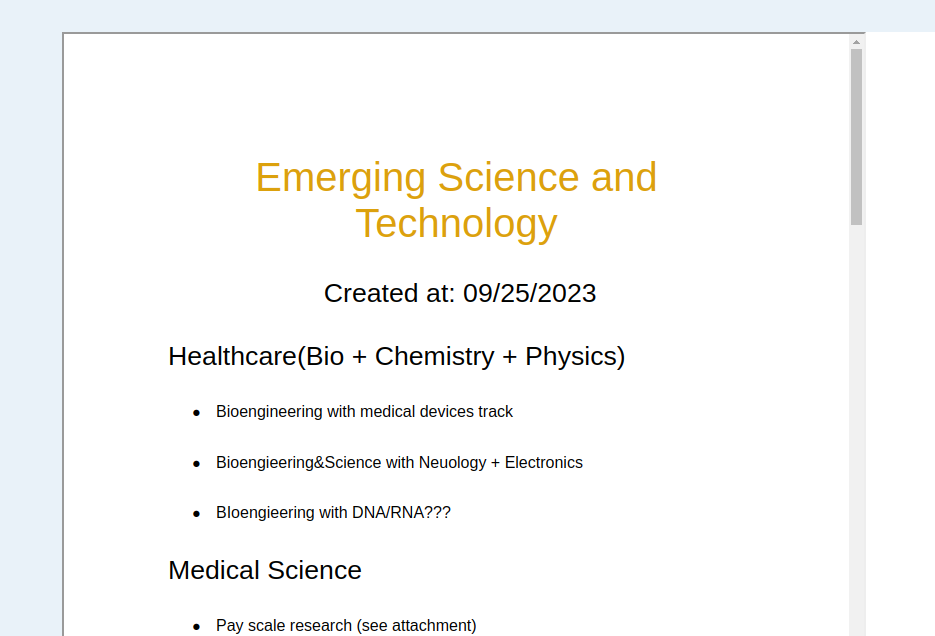 Emerging Science and
Technology
Created at: 09/25/2023
Healthcare(Bio + Chemistry + Physics)
● Bioengineering with medical devices track
● Bioengieering&Science with Neuology + Electronics
● BIoengieering with DNA/RNA???
Medical Science
● Pay scale research (see attachment)